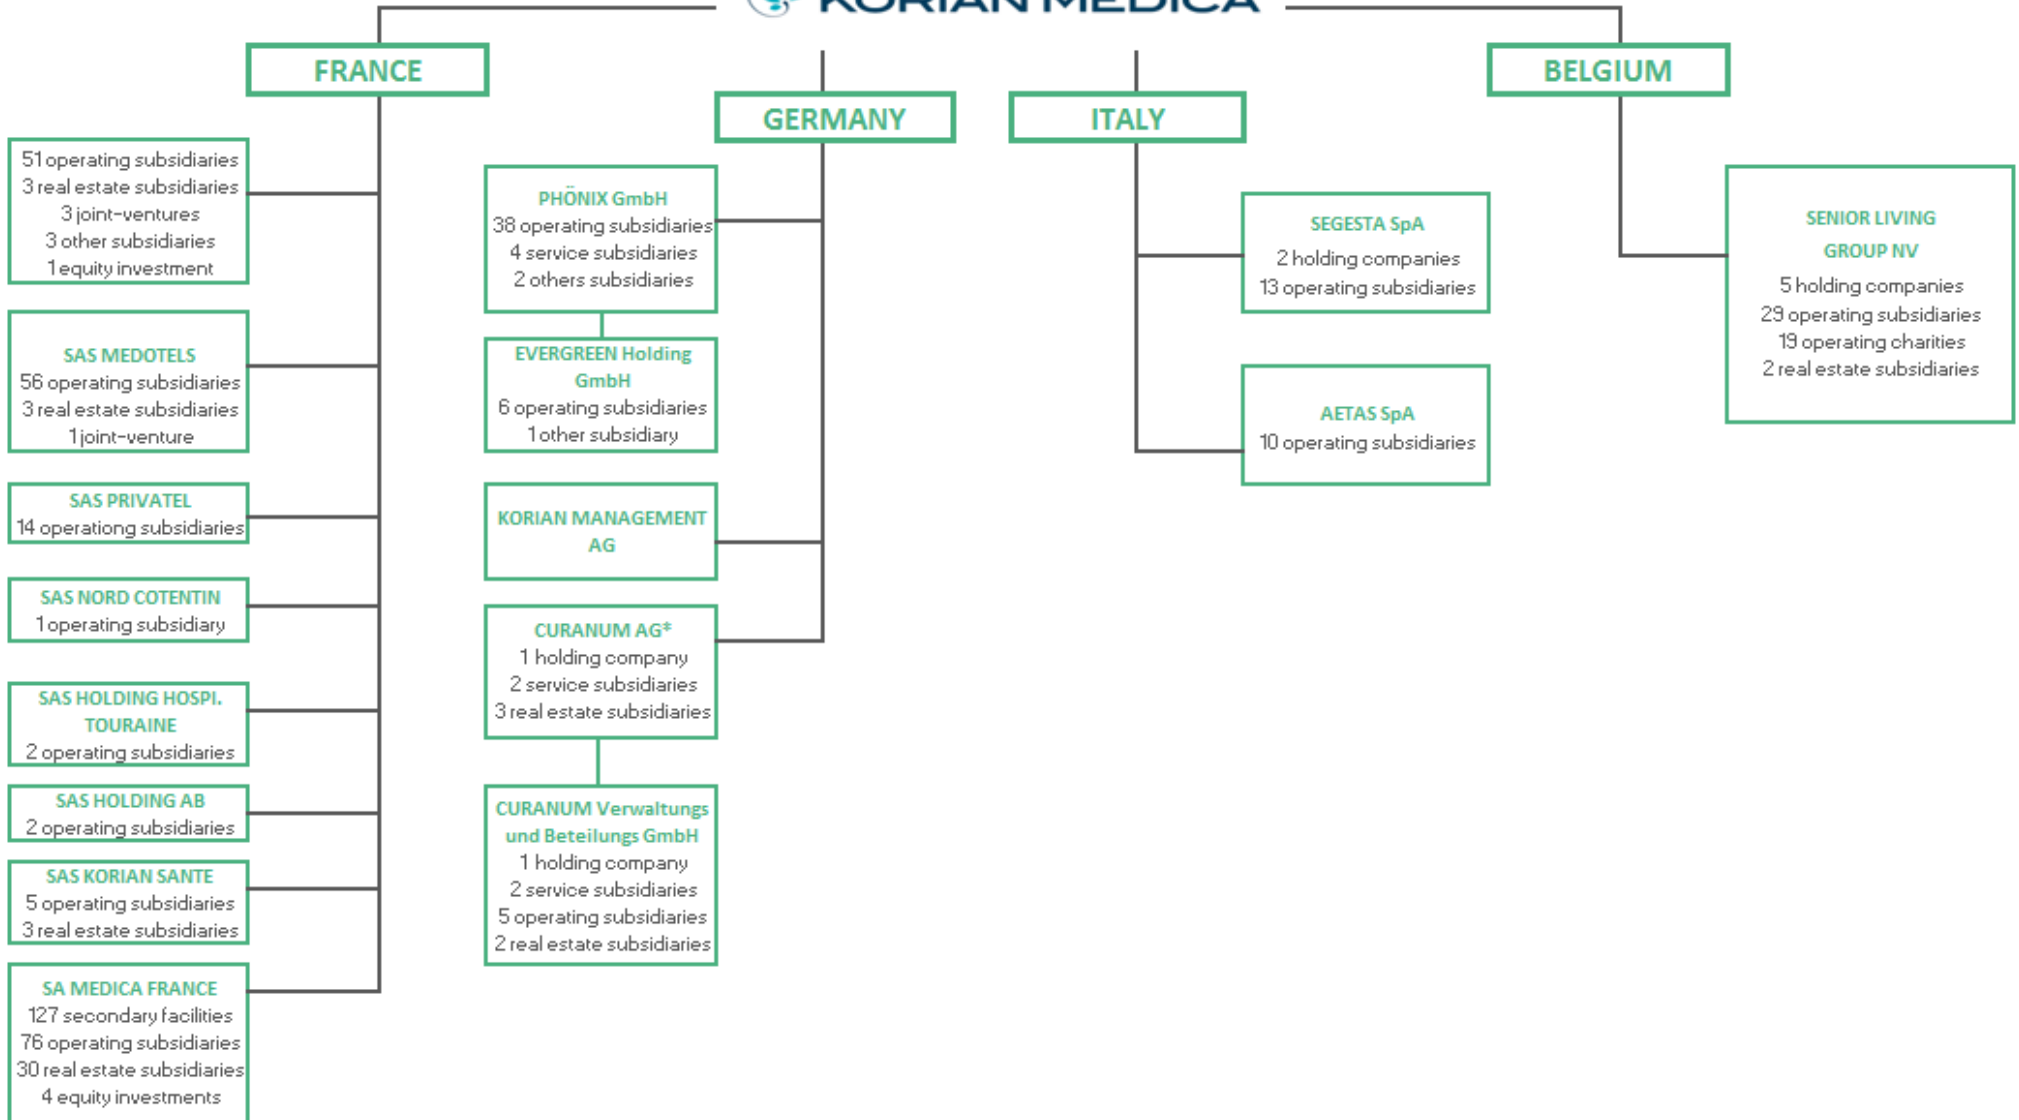 KORIAN MEDICA
FRANCE
51 operating subsidiaries
3 real estate subsidiaries
3 joint-ventures
3 other subsidiaries
1 equity investment
SAS MEDOTELS
56 operating subsidiaries
3 real estate subsidiaries
1 joint-venture
SAS PRIVATEL
14 operationg subsidiaries
SAS NORD COTENTIN
1 operating subsidiary
SAS HOLDING HOSPI.
TOURAINE
2 operating subsidiaries
SAS HOLDING AB
2 operating subsidiaries
SAS KORIAN SANTE
5 operating subsidiaries
3 real estate subsidiaries
SA MEDICA FRANCE
127 secondary facilities
76 operating subsidiaries
30 real estate subsidiaries
4 equity investments
GERMANY
PHÖNIX GmbH
38 operating subsidiaries
4 service subsidiaries
2 others subsidiaries
EVERGREEN Holding
GmbH
6 operating subsidiaries
1 other subsidiary
KORIAN MANAGEMENT
AG
CURANUM AG*
1 holding company
2 service subsidiaries
3 real estate subsidiaries
CURANUM Verwaltungs
und Beteilungs GmbH
1 holding company
2 service subsidiaries
5 operating subsidiaries
2 real estate subsidiaries
ITALY
SEGESTA SpA
2 holding companies
13 operating subsidiaries
AETAS SpA
10 operating subsidiaries
BELGIUM
SENIOR LIVING
GROUP NV
5 holding companies
29 operating subsidiaries
19 operating charities
2 real estate subsidiaries